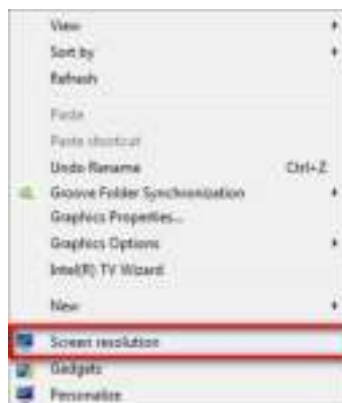 View
Sort by
Refresh
Paste
Paste shortcut
Undo Rename Ctrl+Z
Groove Folder Synchronization
Graphics Properties...
Graphics Options
Intel(R) TV Wizard
New
Screen resolution
Gadgets
Personalize